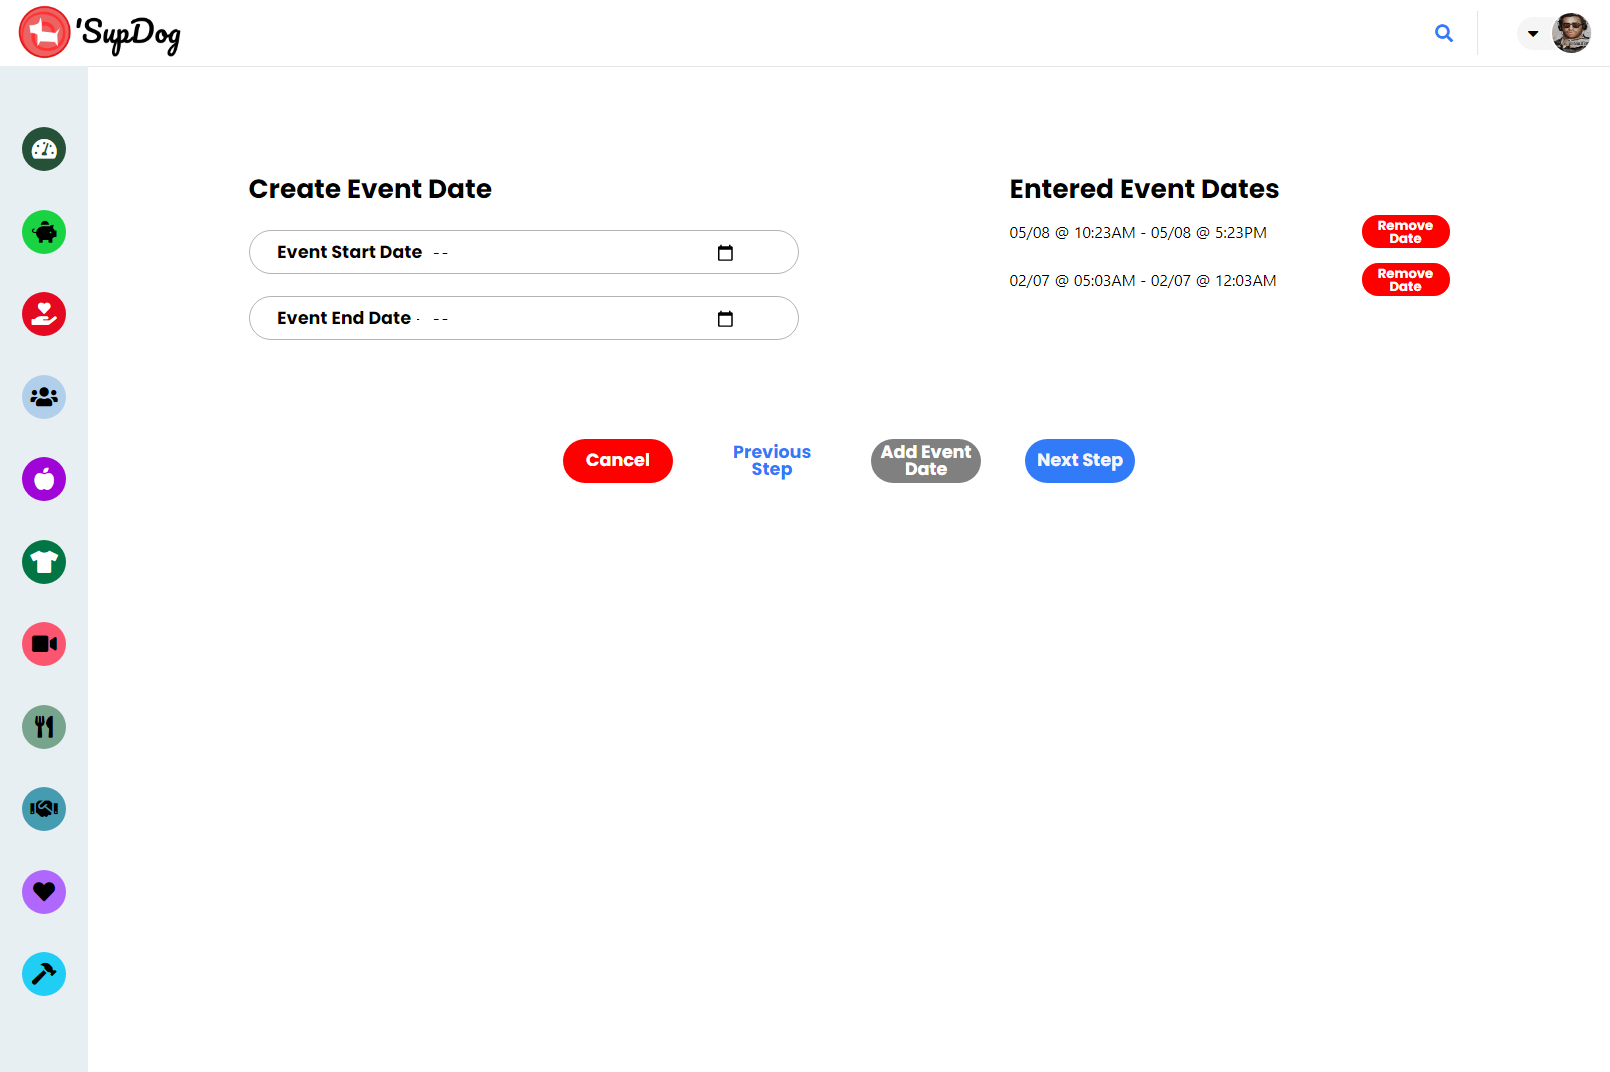 'SupDog
Create Event Date
Event Start Date --
Event End Date - --
Entered Event Dates
05/08 @ 10:23AM - 05/08 @ 5:23PM
Remove
Date
02/07 @ 05:03AM - 02/07 @ 12:03AM
Remove
Date
Cancel
Previous
Step
Add Event
Date
Next Step